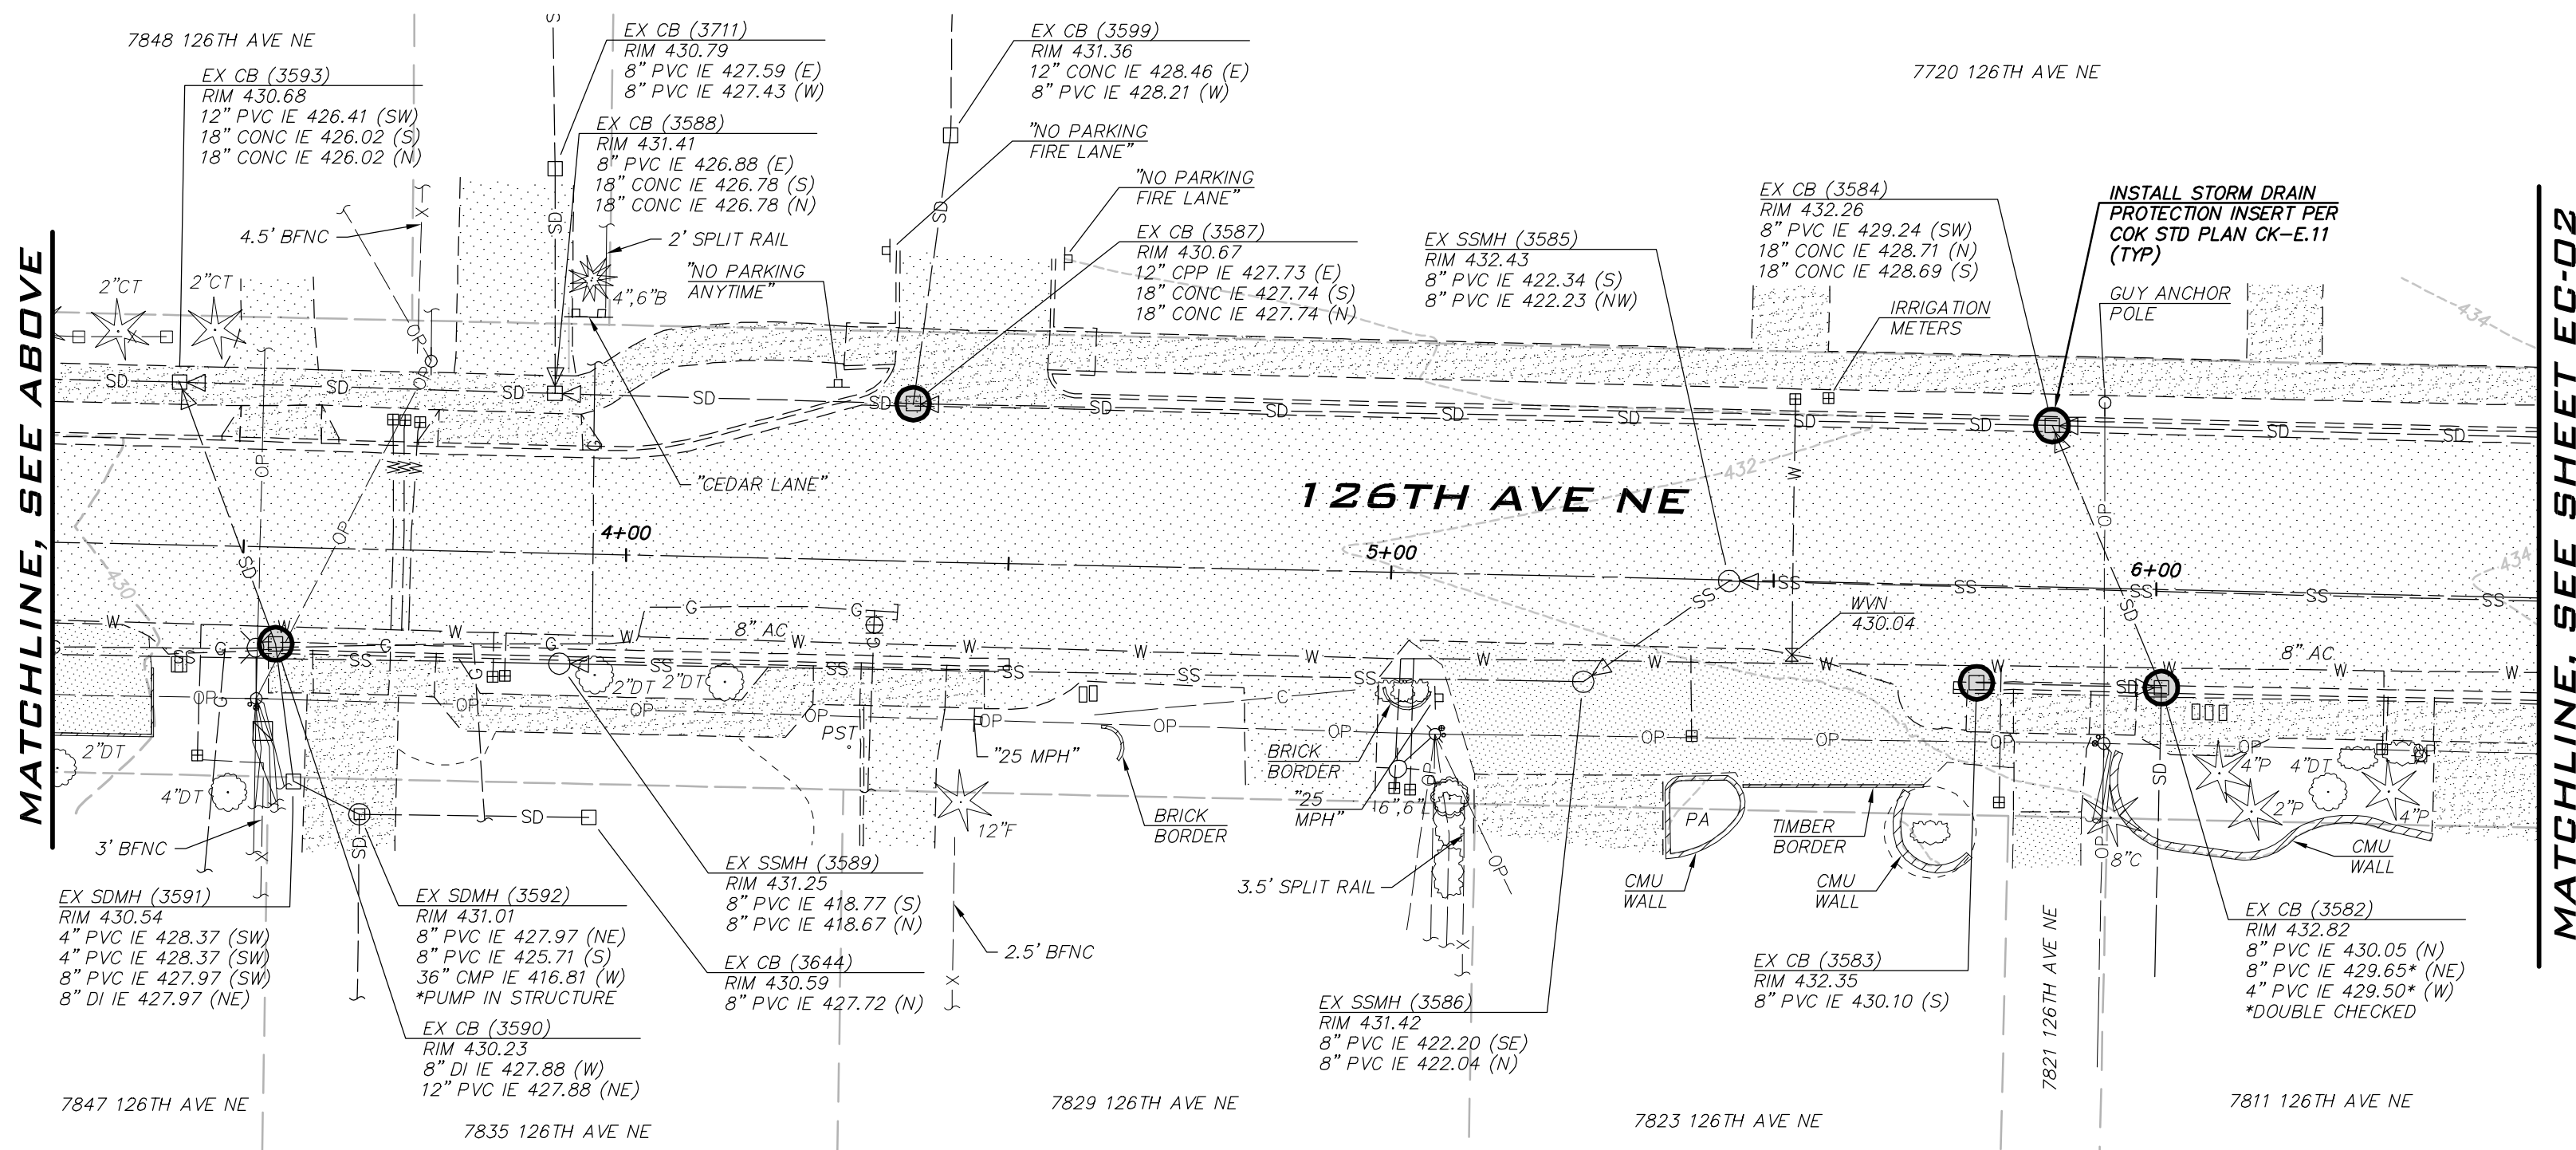 7848 126TH AVE NE
EX CB (3593)
RIM 430.68
12" PVC IE 426.41 (SW)
18" CONC IE 426.02 (S)
18" CONC IE 426.02 (N)
EX CB (3711)
RIM 430.79
8" PVC IE 427.59 (E)
8" PVC IE 427.43 (W)
EX CB (3588)
RIM 431.41
8" PVC IE 426.88 (E)
18" CONC IE 426.78 (S)
18" CONC IE 426.78 (N)
EX CB (3599)
RIM 431.36
12" CONC IE 428.46 (E)
8" PVC IE 428.21 (W)
"NO PARKING
FIRE LANE"
"NO PARKING
FIRE LANE"
EX CB (3587)
RIM 430.67
12" CPP IE 427.73 (E)
18" CONC IE 427.74 (S)
18" CONC IE 427.74 (N)
EX SSMH (3585)
RIM 432.43
8" PVC IE 422.34 (S)
8" PVC IE 422.23 (NW)
7720 126TH AVE NE
EX CB (3584)
RIM 432.26
8" PVC IE 429.24 (SW)
18" CONC IE 428.71 (N)
18" CONC IE 428.69 (S)
INSTALL STORM DRAIN
PROTECTION INSERT PER
COK STD PLAN CK-E.11
(TYP)
IRRIGATION
METERS
GUY ANCHOR
POLE
434
4.5' BFNC
2' SPLIT RAIL
"NO PARKING
ANYTIME"
4",6"B
2"CT
2"CT
"CEDAR LANE"
MATCHLINE, SEE ABOVE
MATCHLINE, SEE SHEET EC-02
126TH AVE NE
432
430
434
4+00
5+00
6+00
WVN
430.04
8" AC
8" AC
2"DT
2"DT
2"DT
4"DT
PST
"25 MPH"
12"F
BRICK
BORDER
BRICK
BORDER
"25
MPH"
6",6"L
3.5' SPLIT RAIL
PA
CMU
WALL
TIMBER
BORDER
CMU
WALL
4"P
4"DT
2"P
4"P
8"C
CMU
WALL
3' BFNC
2.5' BFNC
EX SDMH (3591)
RIM 430.54
4" PVC IE 428.37 (SW)
4" PVC IE 428.37 (SW)
8" PVC IE 427.97 (SW)
8" DI IE 427.97 (NE)
EX SDMH (3592)
RIM 431.01
8" PVC IE 427.97 (NE)
8" PVC IE 425.71 (S)
36" CMP IE 416.81 (W)
*PUMP IN STRUCTURE
EX CB (3590)
RIM 430.23
8" DI IE 427.88 (W)
12" PVC IE 427.88 (NE)
EX SSMH (3589)
RIM 431.25
8" PVC IE 418.77 (S)
8" PVC IE 418.67 (N)
EX CB (3644)
RIM 430.59
8" PVC IE 427.72 (N)
EX SSMH (3586)
RIM 431.42
8" PVC IE 422.20 (SE)
8" PVC IE 422.04 (N)
EX CB (3583)
RIM 432.35
8" PVC IE 430.10 (S)
EX CB (3582)
RIM 432.82
8" PVC IE 430.05 (N)
8" PVC IE 429.65* (NE)
4" PVC IE 429.50* (W)
*DOUBLE CHECKED
7847 126TH AVE NE
7835 126TH AVE NE
7829 126TH AVE NE
7823 126TH AVE NE
7821 126TH AVE NE
7811 126TH AVE NE